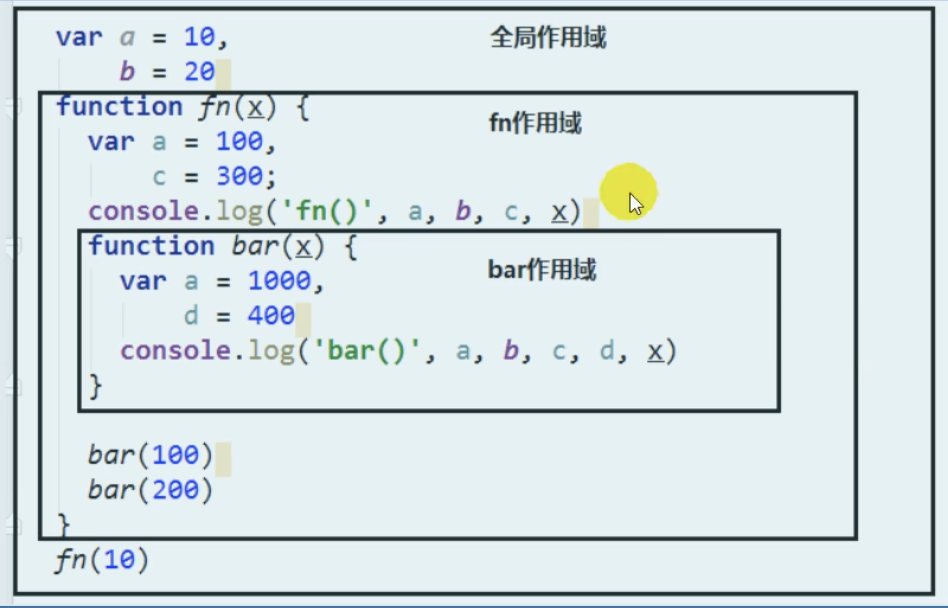 var a = 10,  全局作用域
    b = 20
function fn(x) {  fn作用域
  var a = 100,
      c = 300;
  console.log('fn()', a, b, c, x)
  function bar(x) {  bar作用域
    var a = 1000,
        d = 400
    console.log('bar()', a, b, c, d, x)
  }
  bar(100)
  bar(200)
}
fn(10)